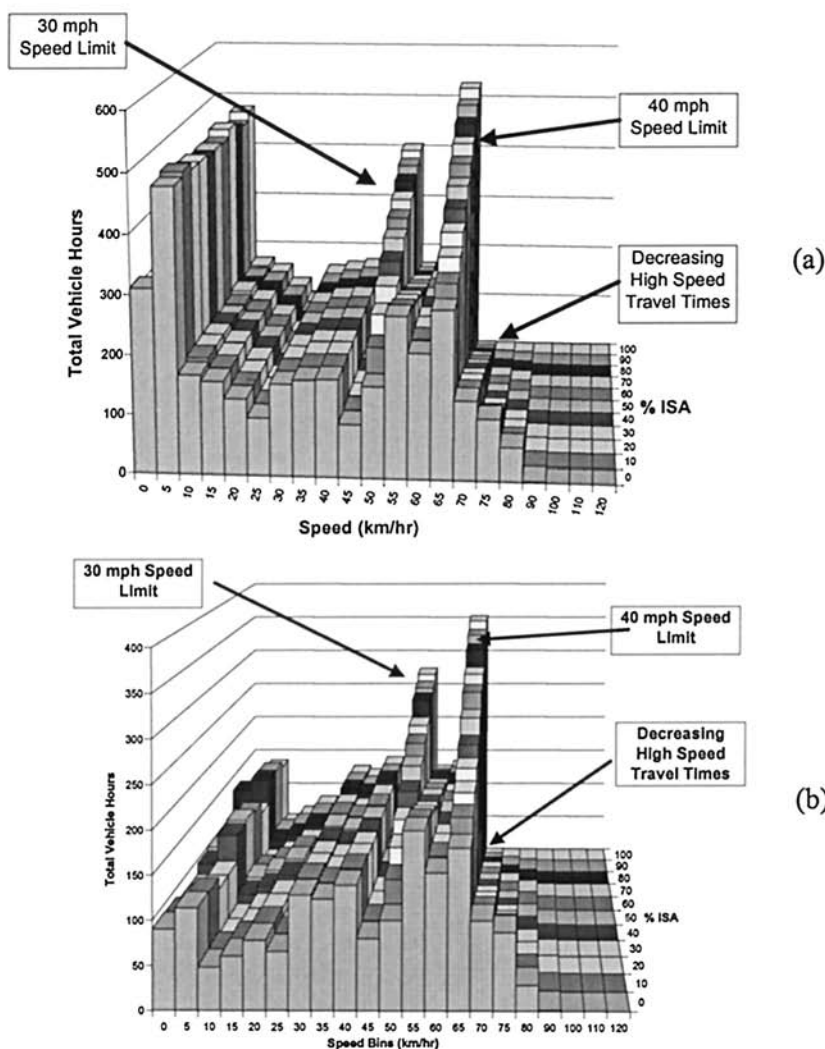 30 mph
Speed Limit
40 mph
Speed Limit
Decreasing
High Speed
Travel Times
(a)
Total Vehicle Hours
600
500
400
300
200
100
0
0 5 10 15 20 25 30 35 40 45 50 55 60 65 70 75 80 90 100 110 120
Speed (km/hr)
100
90
80
70
60
50
40
30
20
10
0
% ISA
30 mph Speed
Limit
40 mph Speed
Limit
Decreasing
High Speed
Travel Times
(b)
Total Vehicle Hours
400
350
300
250
200
150
100
50
0
0 5 10 15 20 25 30 35 40 45 50 55 60 65 70 75 80 90 100 110 120
Speed Bins (km/hr)
100
90
80
70
60
50
40
30
20
10
0
% ISA